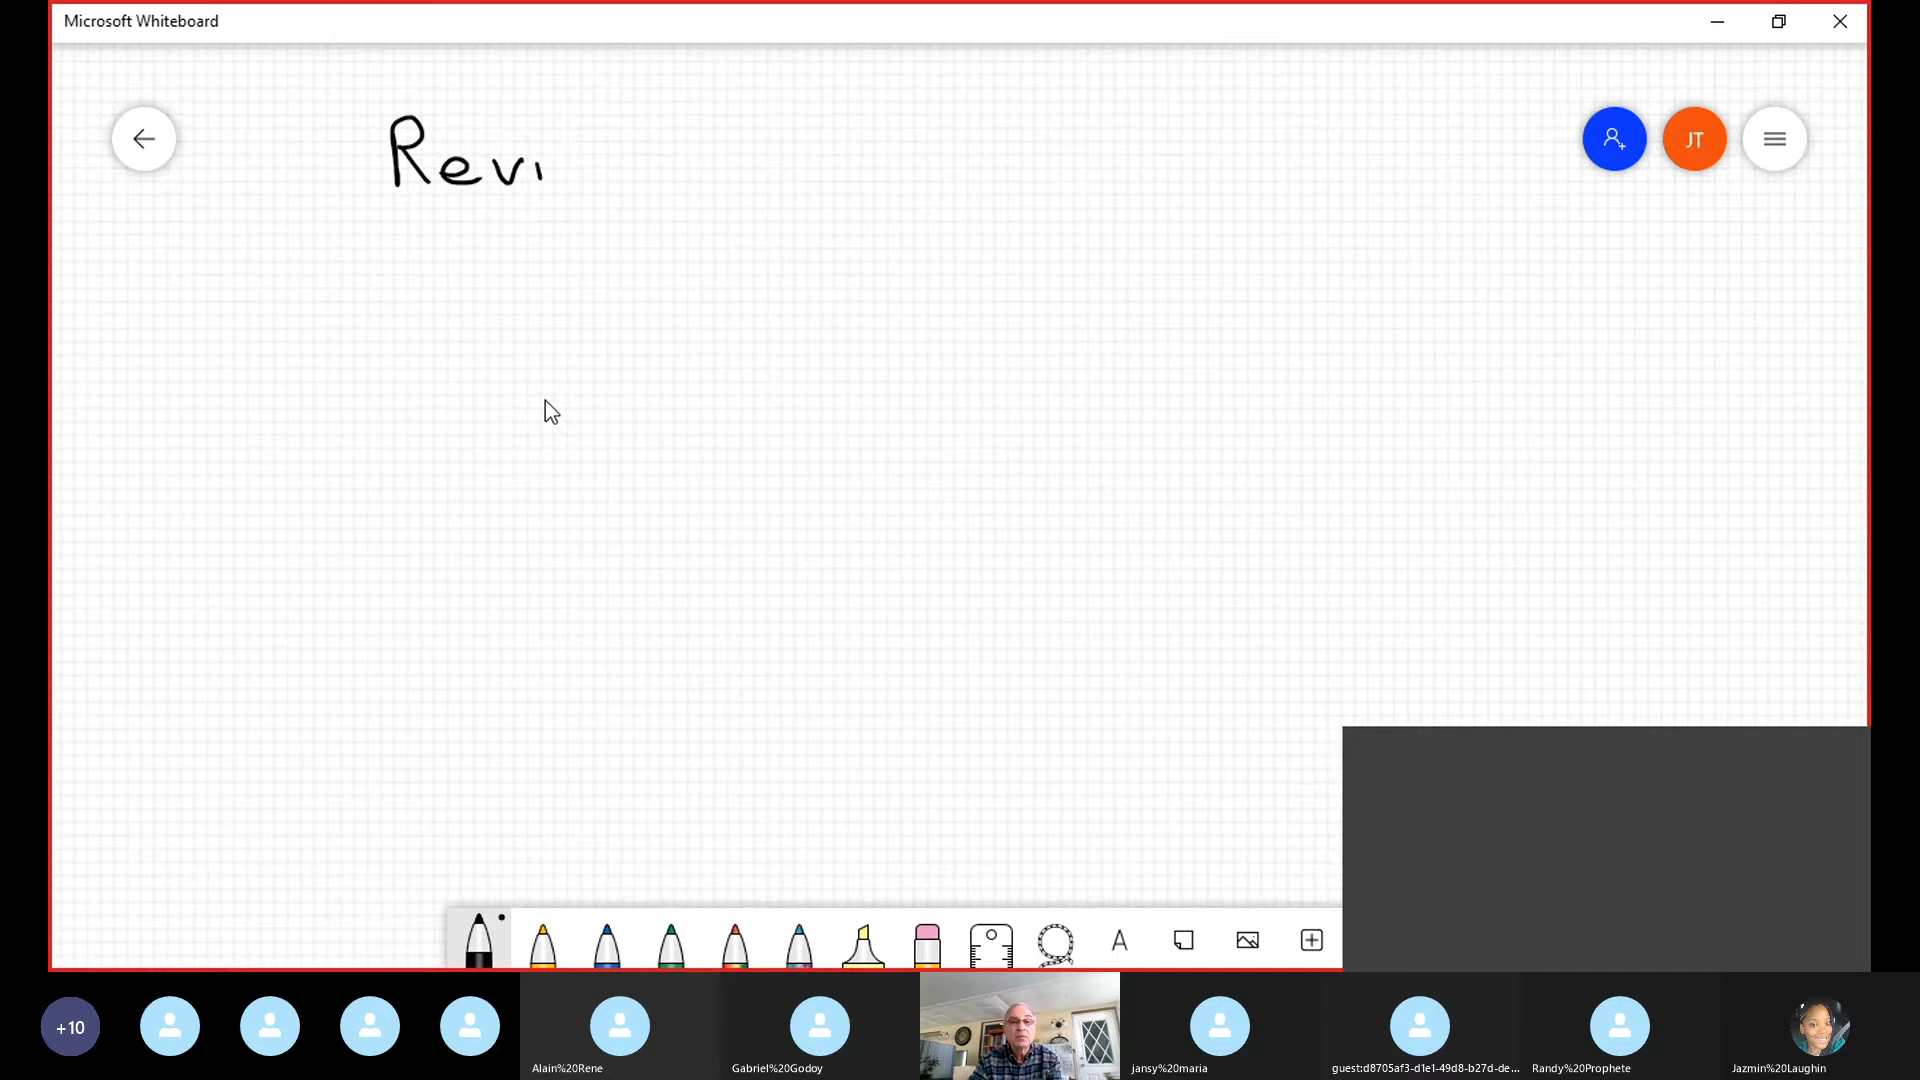 Microsoft Whiteboard
Revi
JT
A
+10
Alain%20Rene
Gabriel%20Godoy
jansy%20maria
guest:d8705af3-d1e1-49d8-b27d-de...
Randy%20Prophete
Jazmin%20Laughin